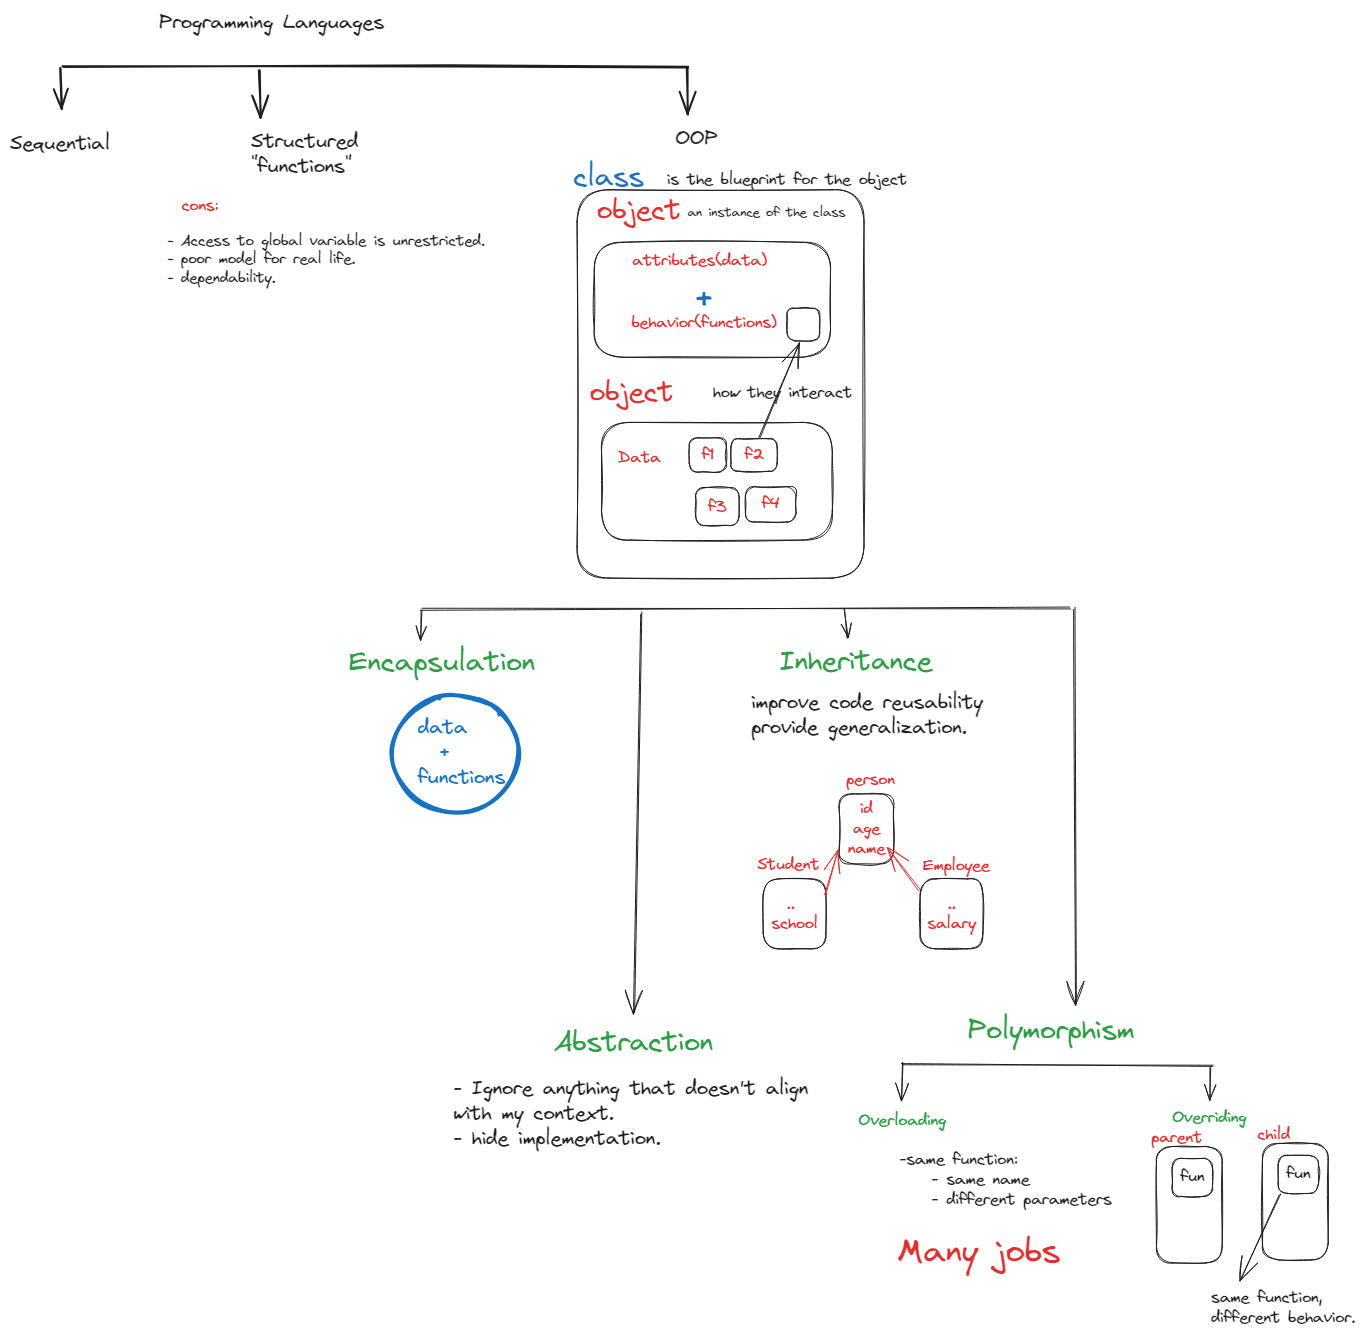 Programming Languages
Sequential
Structured
"functions"
OOP
cons:
- Access to global variable is unrestricted.
- poor model for real life.
- dependability.
class is the blueprint for the object
object an instance of the class
attributes(data)
+
behavior(functions)
object how they interact
Data f1 f2
f3 f4
Encapsulation
data
+
functions
Inheritance
improve code reusability
provide generalization.
person
id
age
name
Student
..
school
Employee
..
salary
Abstraction
- Ignore anything that doesn't align
with my context.
- hide implementation.
Polymorphism
Overloading
-same function:
- same name
- different parameters
Many jobs
Overriding
parent
fun
child
fun
same function,
different behavior.